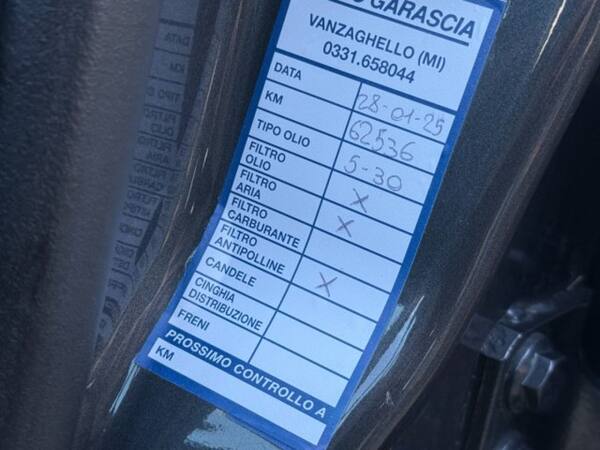 GARASCIA
VANZAGHELLO (MI)
0331.658044
DATA 28-01-25
KM 62536
TIPO OLIO 5-30
FILTRO OLIO X
FILTRO ARIA X
FILTRO CARBURANTE
FILTRO ANTIPOLLINE X
CANDELE
CINGHIA DISTRIBUZIONE
FRENI
PROSSIMO CONTROLLO A
KM